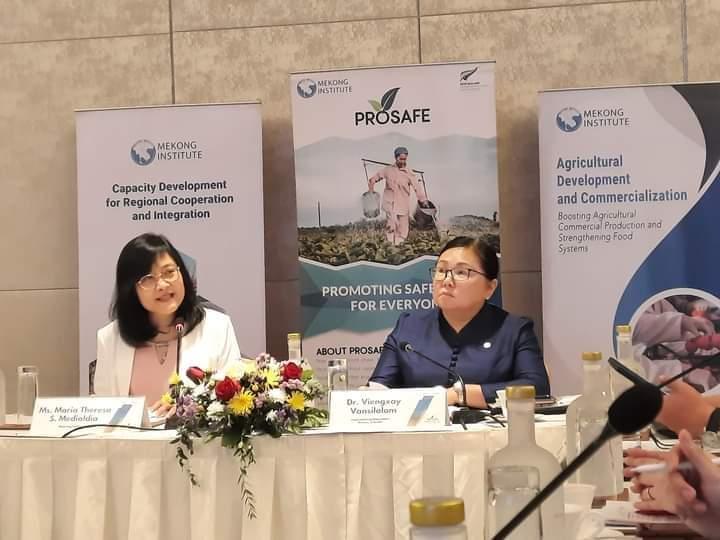 MEKONG
INSTITUTE
Capacity Development
for Regional Cooperation
and Integration
MEKONG
INSTITUTE
PROSAFE
PROMOTING SAFE
FOR EVERYO
ABOUT PROSAF
MEKONG
INSTITUTE
Agricultural
Development
and Commercialization
Boosting Agricultural
Commercial Production and
Strengthening Food
Systems
Ms. Maria Theresa
S. Medialdia
Dr. Viengxay
Vansilalom